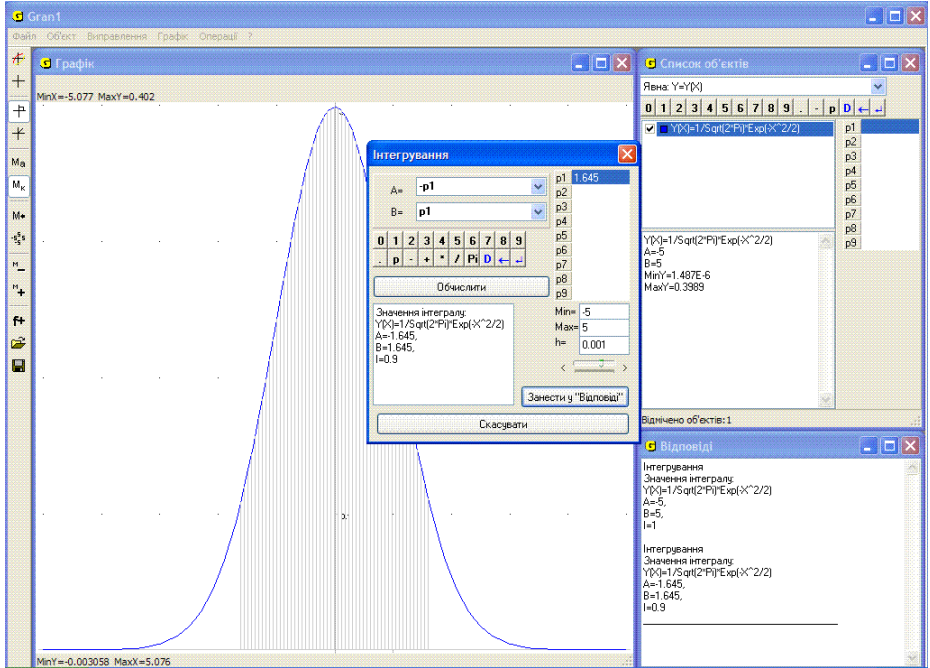 Gran1
Файл Об'єкт Виправлення Графік Операції ?
Графік
MinX=-5.077 MaxY=0.402
MinY=-0.003058 MaxX=5.076
Інтегрування
A= -p1
B= p1
0 1 2 3 4 5 6 7 8 9
. p - + * / Pi D ← ↵
Обчислити
Значення інтегралу:
Y(X)=1/Sqrt(2*Pi)*Exp(-X^2/2)
A=-1.645,
B=1.645,
I=0.9
p1 1.645
p2
p3
p4
p5
p6
p7
p8
p9
Min= -5
Max= 5
h= 0.001
< >
Занести у "Відповіді"
Скасувати
Список об'єктів
Явна: Y=Y(X)
0 1 2 3 4 5 6 7 8 9 . - p D ← ↵
Y(X)=1/Sqrt(2*Pi)*Exp(-X^2/2)
p1
p2
p3
p4
p5
p6
p7
p8
p9
Y(X)=1/Sqrt(2*Pi)*Exp(-X^2/2)
A=-5
B=5
MinY=1.487E-6
MaxY=0.3989
Відмічено об'єктів:1
Відповіді
Інтегрування
Значення інтегралу:
Y(X)=1/Sqrt(2*Pi)*Exp(-X^2/2)
A=-5,
B=5,
I=1
Інтегрування
Значення інтегралу:
Y(X)=1/Sqrt(2*Pi)*Exp(-X^2/2)
A=-1.645,
B=1.645,
I=0.9